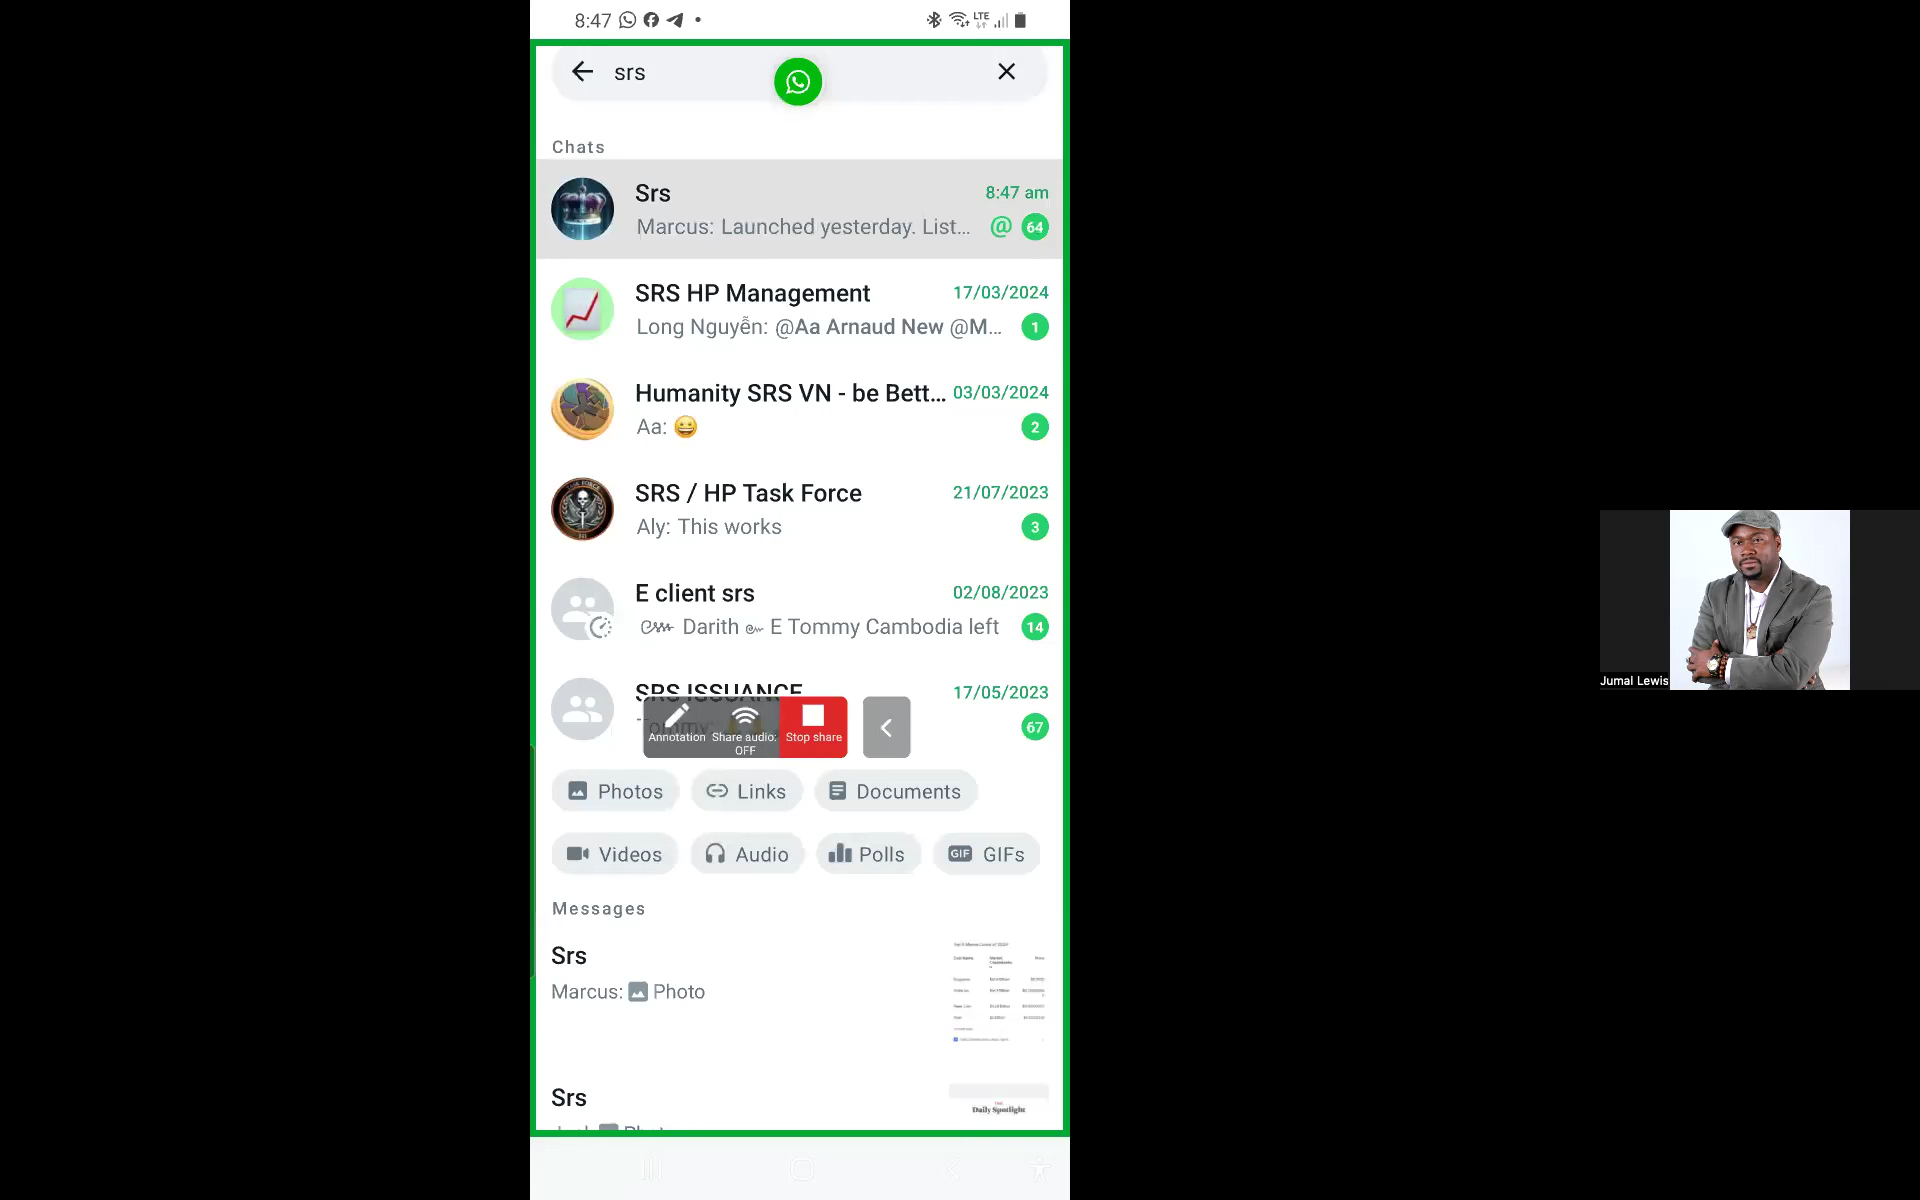 8:47
LTE
srs
Chats
Srs
8:47 am
Marcus: Launched yesterday. List...
@ 64
SRS HP Management
17/03/2024
Long Nguyễn: @Aa Arnaud New @M...
1
Humanity SRS VN - be Bett...
03/03/2024
Aa: 😀
2
SRS / HP Task Force
21/07/2023
Aly: This works
3
E client srs
02/08/2023
Darith E Tommy Cambodia left
14
SRS ISSUANCE
17/05/2023
67
Annotation
Share audio: OFF
Stop share
Photos
Links
Documents
Videos
Audio
Polls
GIF GIFs
Messages
Srs
Marcus: Photo
Srs
Daily Spotlight
Jumal Lewis